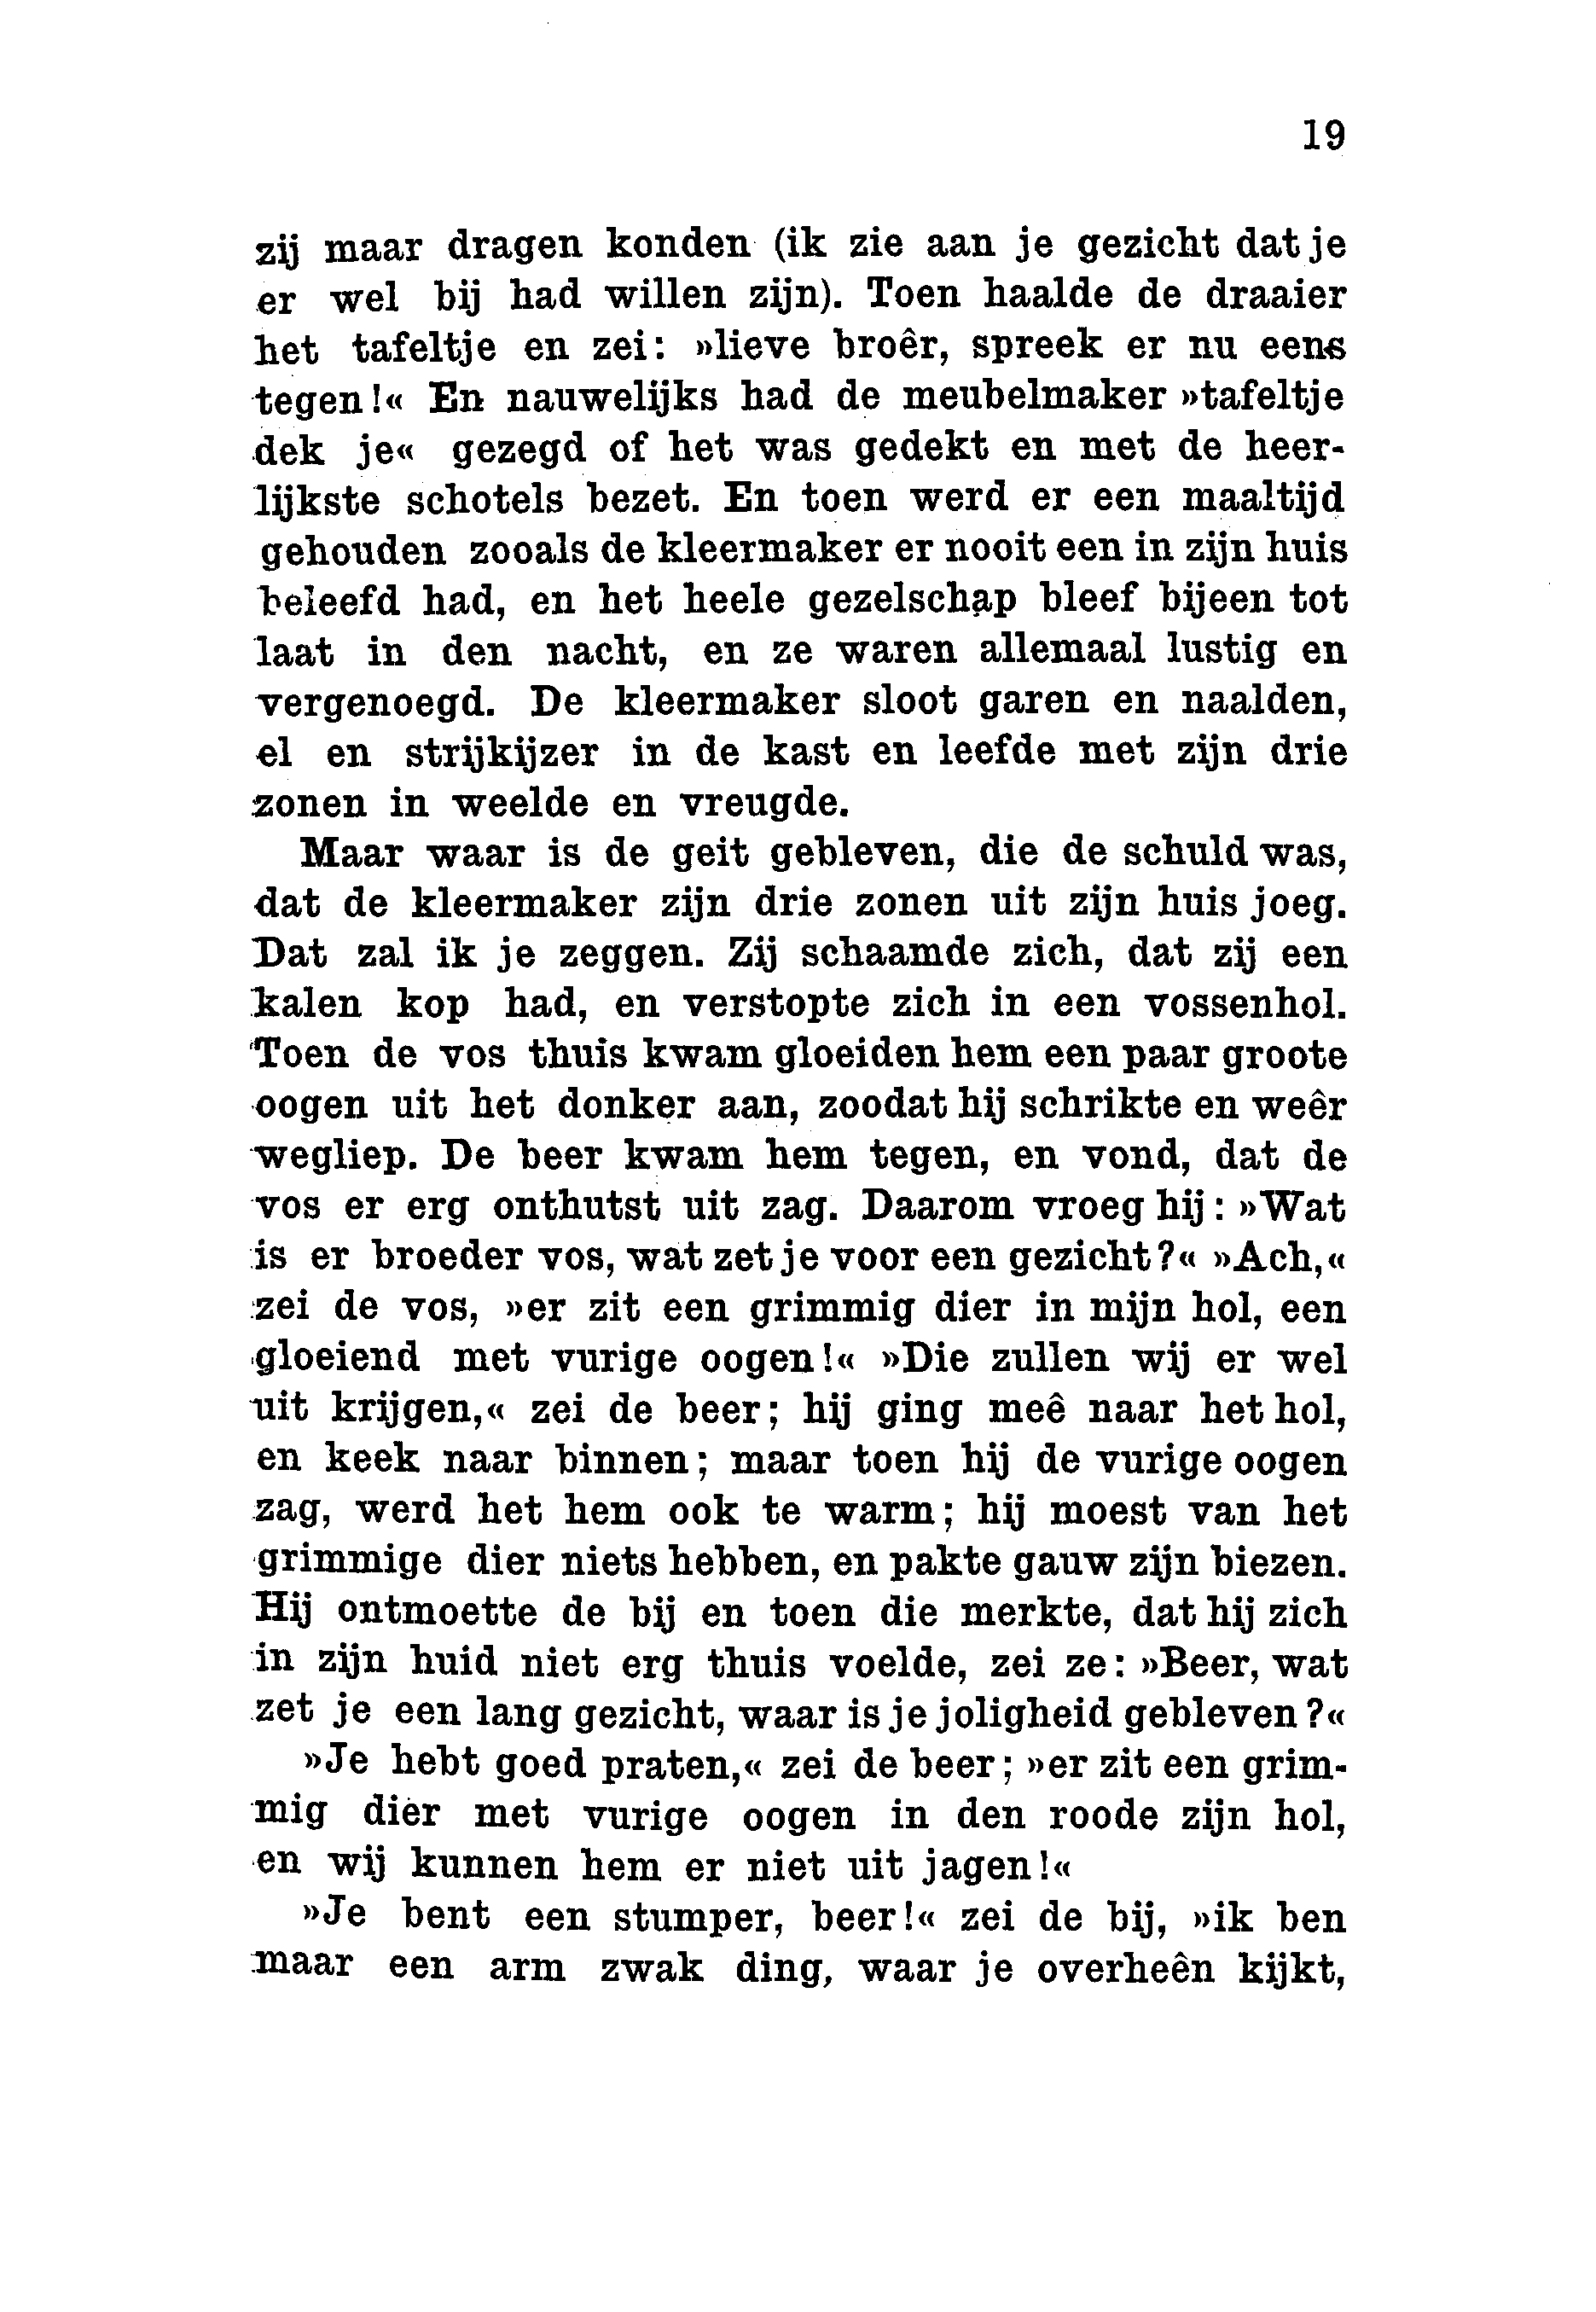 19
zij maar dragen konden (ik zie aan je gezicht dat je
er wel bij had willen zijn). Toen haalde de draaier
het tafeltje en zei: »lieve broêr, spreek er nu eens
tegen!« En nauwelijks had de meubelmaker »tafeltje
dek je« gezegd of het was gedekt en met de heer-
lijkste schotels bezet. En toen werd er een maaltijd
gehouden zooals de kleermaker er nooit een in zijn huis
beleefd had, en het heele gezelschap bleef bijeen tot
laat in den nacht, en ze waren allemaal lustig en
vergenoegd. De kleermaker sloot garen en naalden,
el en strijkijzer in de kast en leefde met zijn drie
zonen in weelde en vreugde.
Maar waar is de geit gebleven, die de schuld was,
dat de kleermaker zijn drie zonen uit zijn huis joeg.
Dat zal ik je zeggen. Zij schaamde zich, dat zij een
kalen kop had, en verstopte zich in een vossenhol.
Toen de vos thuis kwam gloeiden hem een paar groote
oogen uit het donker aan, zoodat hij schrikte en weêr
wegliep. De beer kwam hem tegen, en vond, dat de
vos er erg onthutst uit zag. Daarom vroeg hij: »Wat
is er broeder vos, wat zet je voor een gezicht?« »Ach,«
zei de vos, »er zit een grimmig dier in mijn hol, een
gloeiend met vurige oogen!« »Die zullen wij er wel
uit krijgen,« zei de beer; hij ging meê naar het hol,
en keek naar binnen; maar toen hij de vurige oogen
zag, werd het hem ook te warm; hij moest van het
grimmige dier niets hebben, en pakte gauw zijn biezen.
Hij ontmoette de bij en toen die merkte, dat hij zich
in zijn huid niet erg thuis voelde, zei ze: »Beer, wat
zet je een lang gezicht, waar is je joligheid gebleven?«
»Je hebt goed praten,« zei de beer; »er zit een grim-
mig dier met vurige oogen in den roode zijn hol,
en wij kunnen hem er niet uit jagen!«
»Je bent een stumper, beer!« zei de bij, »ik ben
maar een arm zwak ding, waar je overheên kijkt,